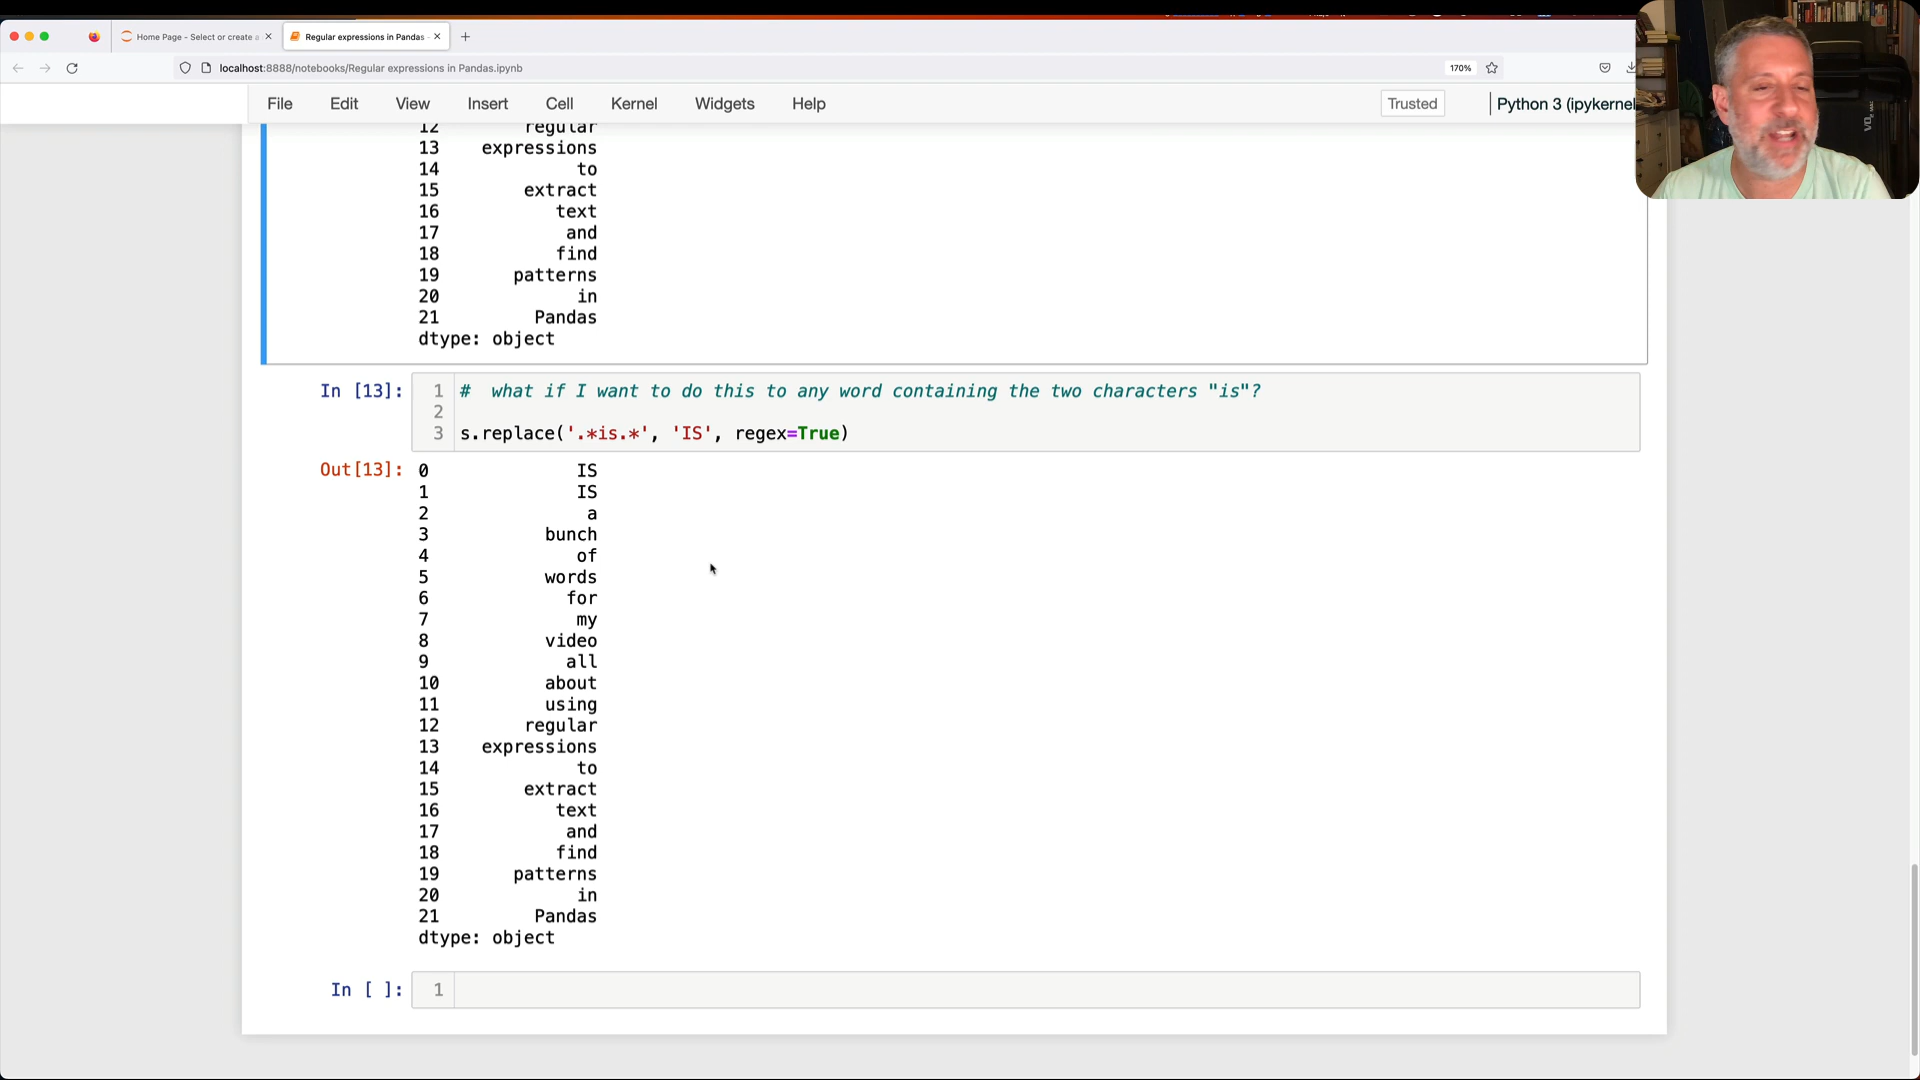 Home Page - Select or create a
Regular expressions in Pandas -
localhost:8888/notebooks/Regular expressions in Pandas.ipynb
170%
File Edit View Insert Cell Kernel Widgets Help
Trusted
Python 3 (ipykernel
12 regular
13 expressions
14 to
15 extract
16 text
17 and
18 find
19 patterns
20 in
21 Pandas
dtype: object
In [13]:
1 # what if I want to do this to any word containing the two characters "is"?
2
3 s.replace('.*is.*', 'IS', regex=True)
Out[13]: 0 IS
1 IS
2 a
3 bunch
4 of
5 words
6 for
7 my
8 video
9 all
10 about
11 using
12 regular
13 expressions
14 to
15 extract
16 text
17 and
18 find
19 patterns
20 in
21 Pandas
dtype: object
In [ ]: 1